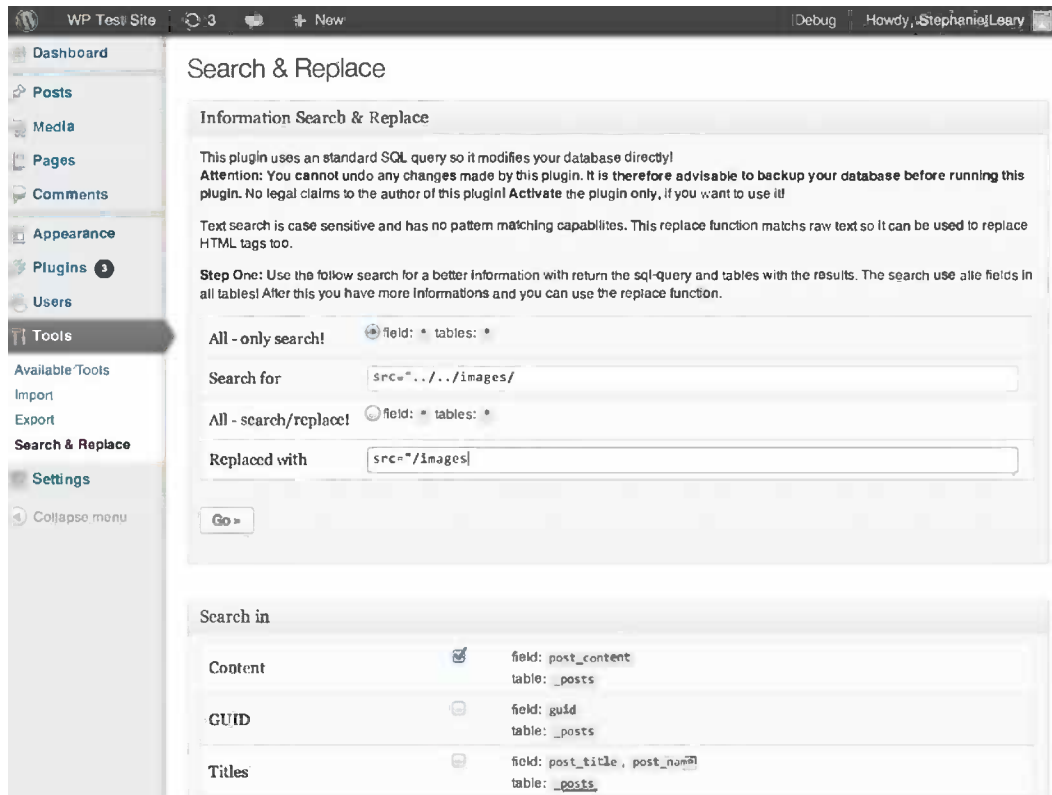 WP Test Site 3 + New Debug Howdy, Stephanie Leary
Dashboard
Posts
Media
Pages
Comments
Appearance
Plugins 3
Users
Tools
Available Tools
Import
Export
Search & Replace
Settings
Collapse menu
Search & Replace
Information Search & Replace
This plugin uses an standard SQL query so it modifies your database directly!
Attention: You cannot undo any changes made by this plugin. It is therefore advisable to backup your database before running this
plugin. No legal claims to the author of this plugin! Activate the plugin only, if you want to use it!
Text search is case sensitive and has no pattern matching capabilites. This replace function matchs raw text so it can be used to replace
HTML tags too.
Step One: Use the follow search for a better information with return the sql-query and tables with the results. The search use alle fields in
all tables! After this you have more informations and you can use the replace function.
All - only search! field: * tables: *
Search for src="../../images/
All - search/replace! field: * tables: *
Replaced with src="/images
Go »
Search in
Content field: post_content
table: _posts
GUID field: guid
table: _posts
Titles field: post_title , post_name
table: _posts